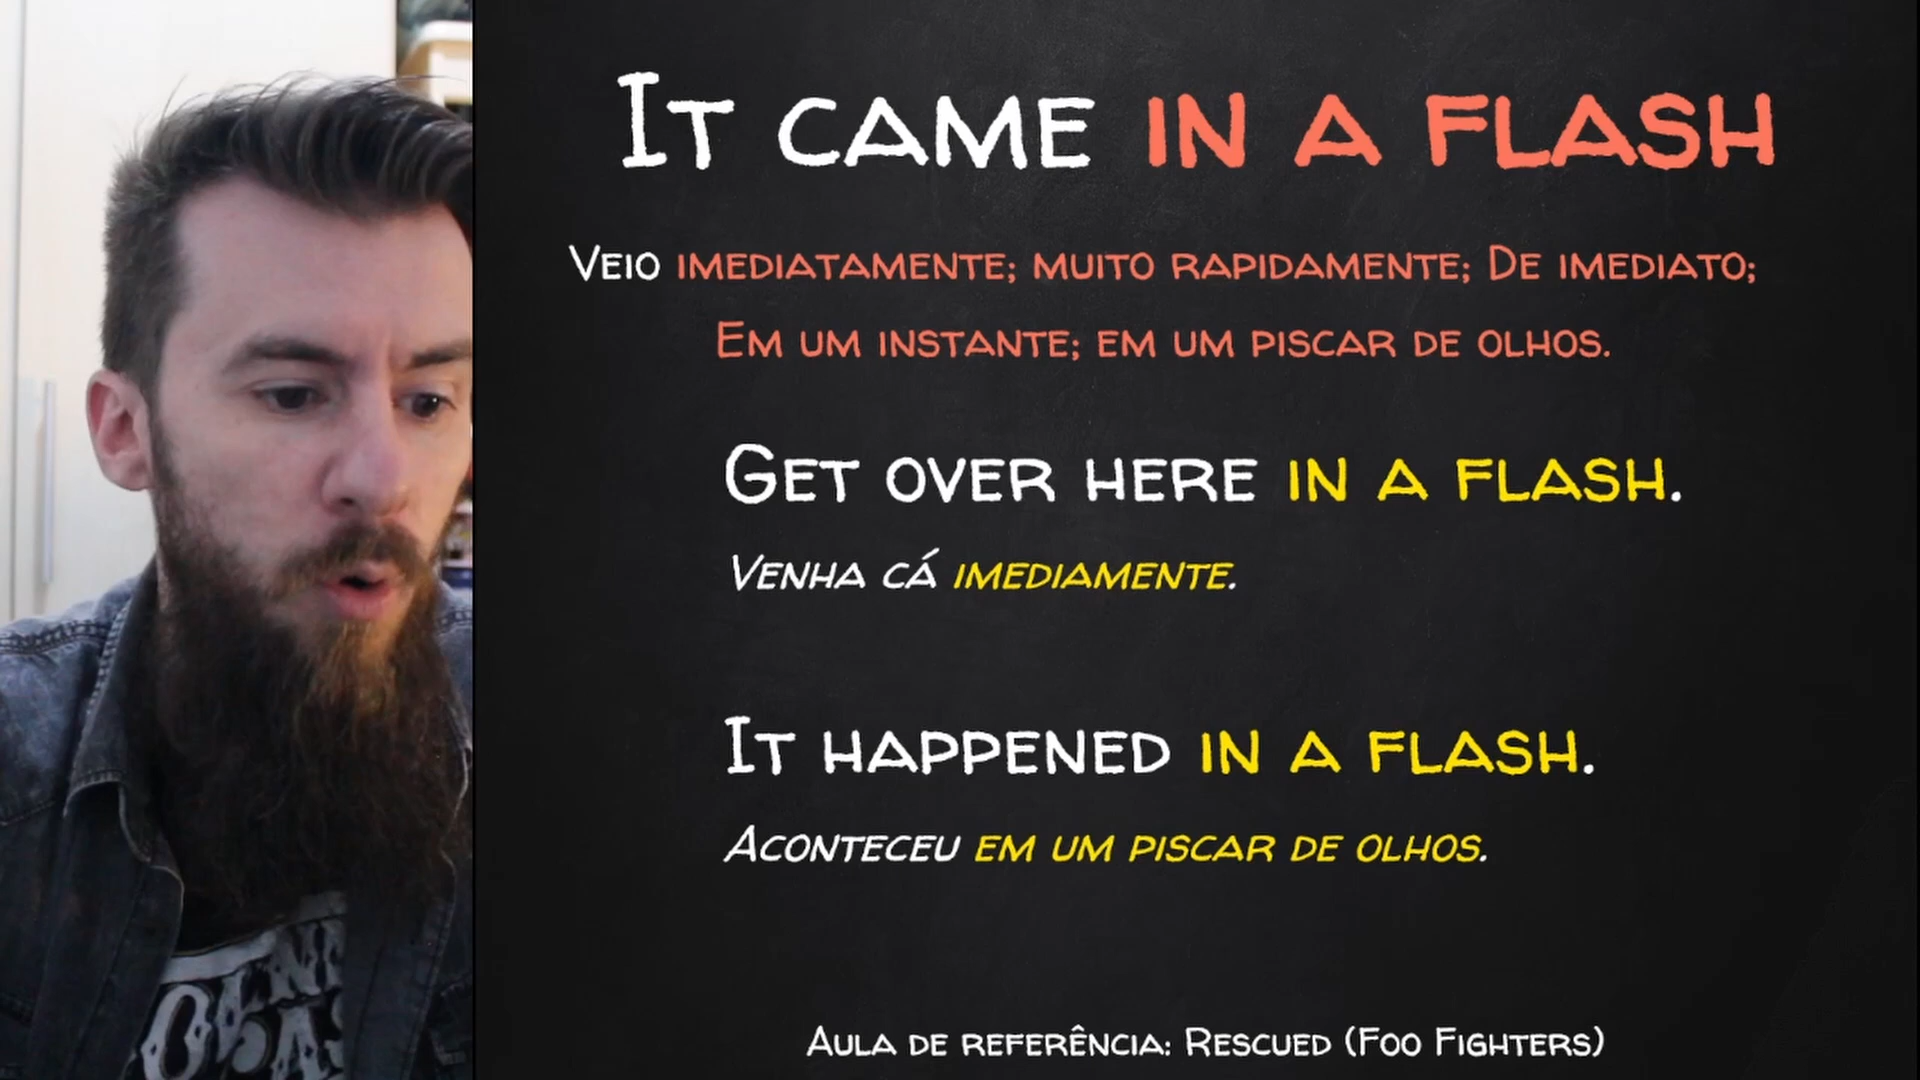 It came in a flash
Veio imediatamente; muito rapidamente; De imediato;
Em um instante; em um piscar de olhos.
Get over here in a flash.
Venha cá imediamente.
It happened in a flash.
Aconteceu em um piscar de olhos.
Aula de referência: Rescued (Foo Fighters)